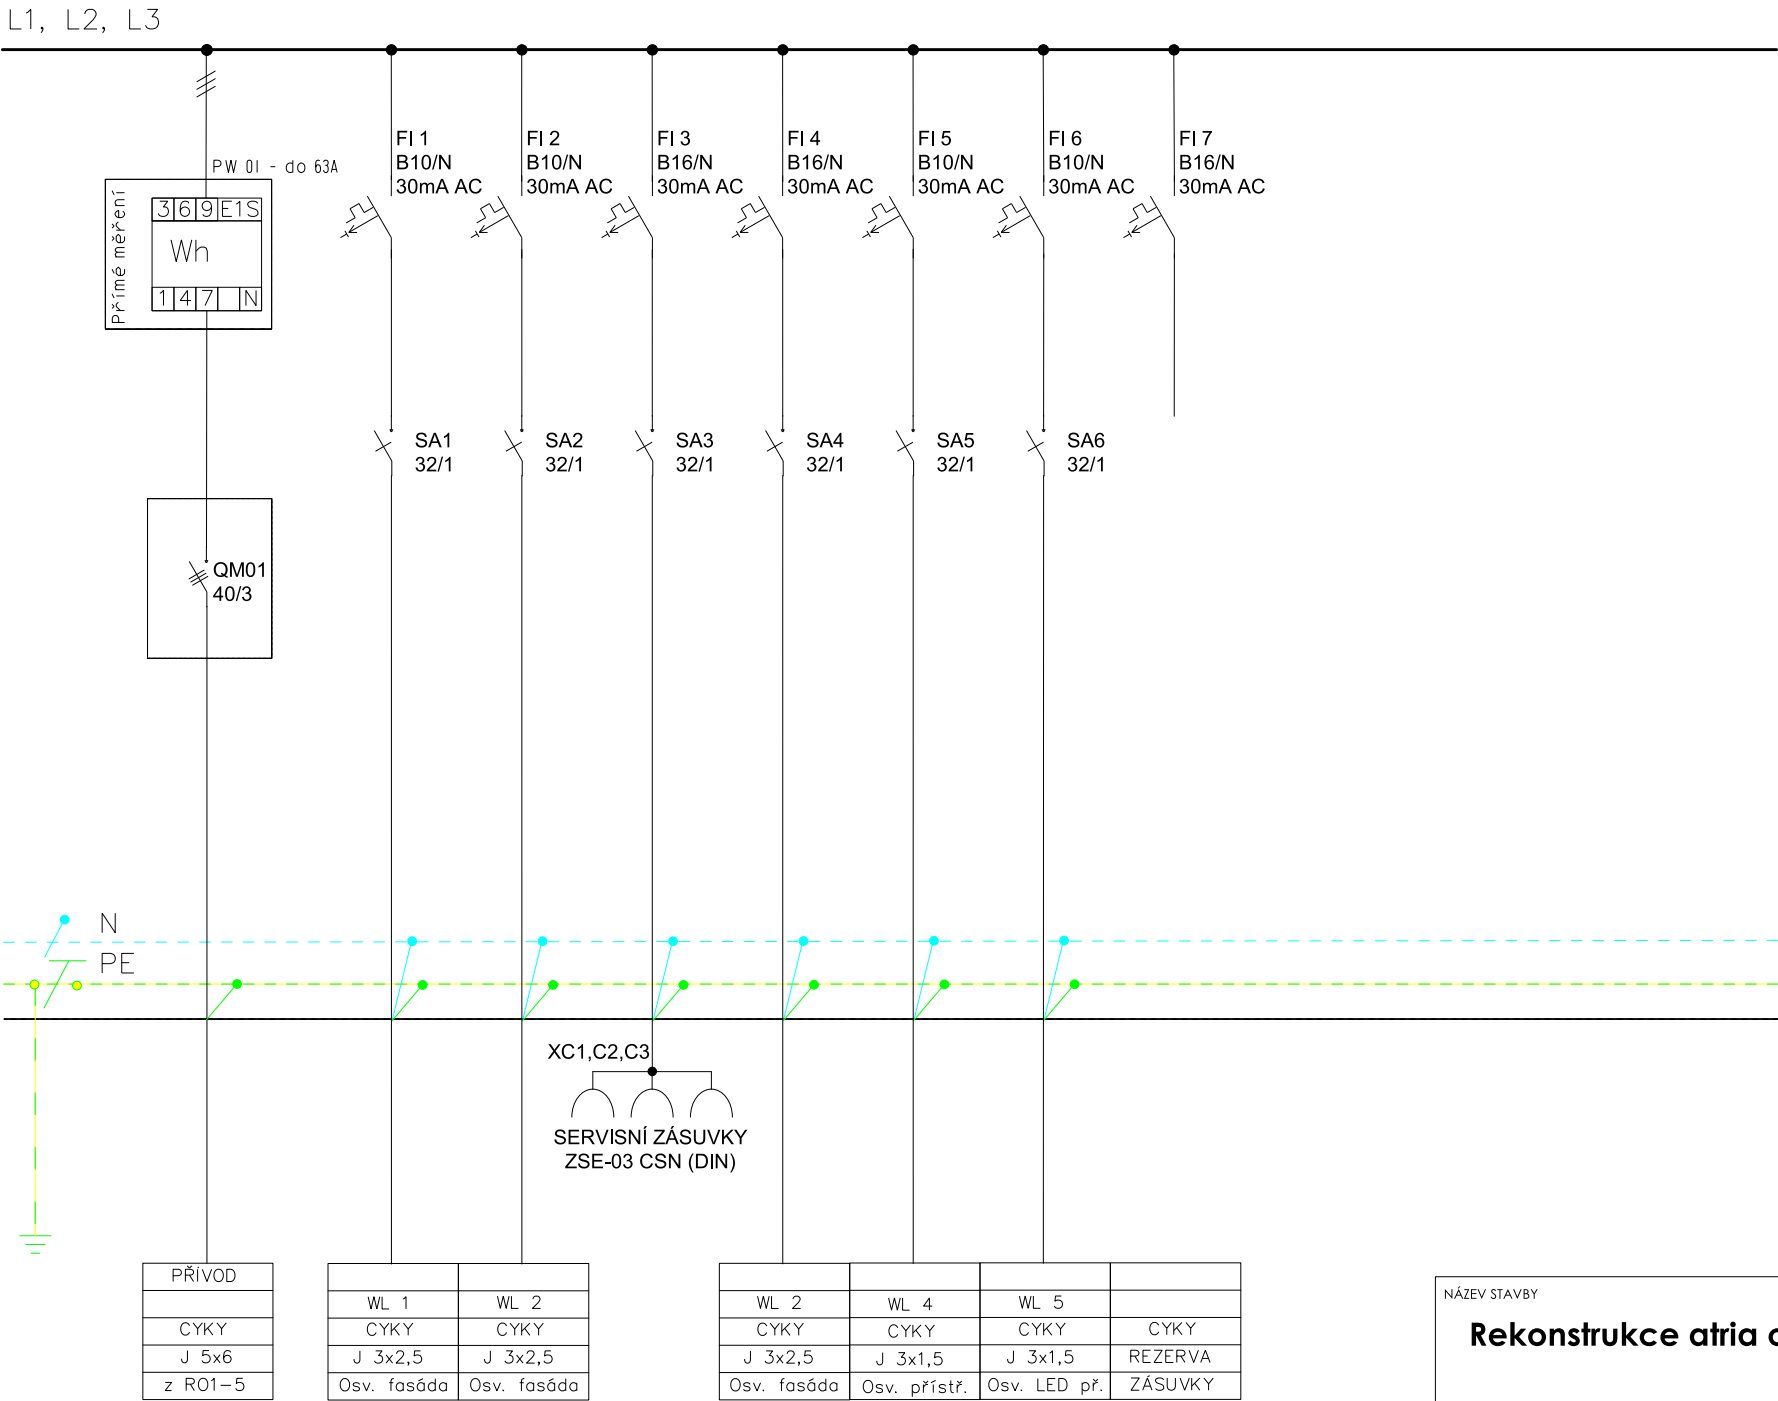 L1, L2, L3
PW 01 - do 63A
Přímé měření
3 6 9 E1S
Wh
1 4 7 N
QM01
40/3
FI 1
B10/N
30mA AC
FI 2
B10/N
30mA AC
FI 3
B16/N
30mA AC
FI 4
B16/N
30mA AC
FI 5
B10/N
30mA AC
FI 6
B10/N
30mA AC
FI 7
B16/N
30mA AC
SA1
32/1
SA2
32/1
SA3
32/1
SA4
32/1
SA5
32/1
SA6
32/1
N
PE
XC1,C2,C3
SERVISNÍ ZÁSUVKY
ZSE-03 CSN (DIN)
PŘÍVOD
CYKY
J 5x6
z RO1-5
WL 1
CYKY
J 3x2,5
Osv. fasáda
WL 2
CYKY
J 3x2,5
Osv. fasáda
WL 2
CYKY
J 3x2,5
Osv. fasáda
WL 4
CYKY
J 3x1,5
Osv. přístř.
WL 5
CYKY
J 3x1,5
Osv. LED př.
CYKY
REZERVA
ZÁSUVKY
NÁZEV STAVBY
Rekonstrukce atria